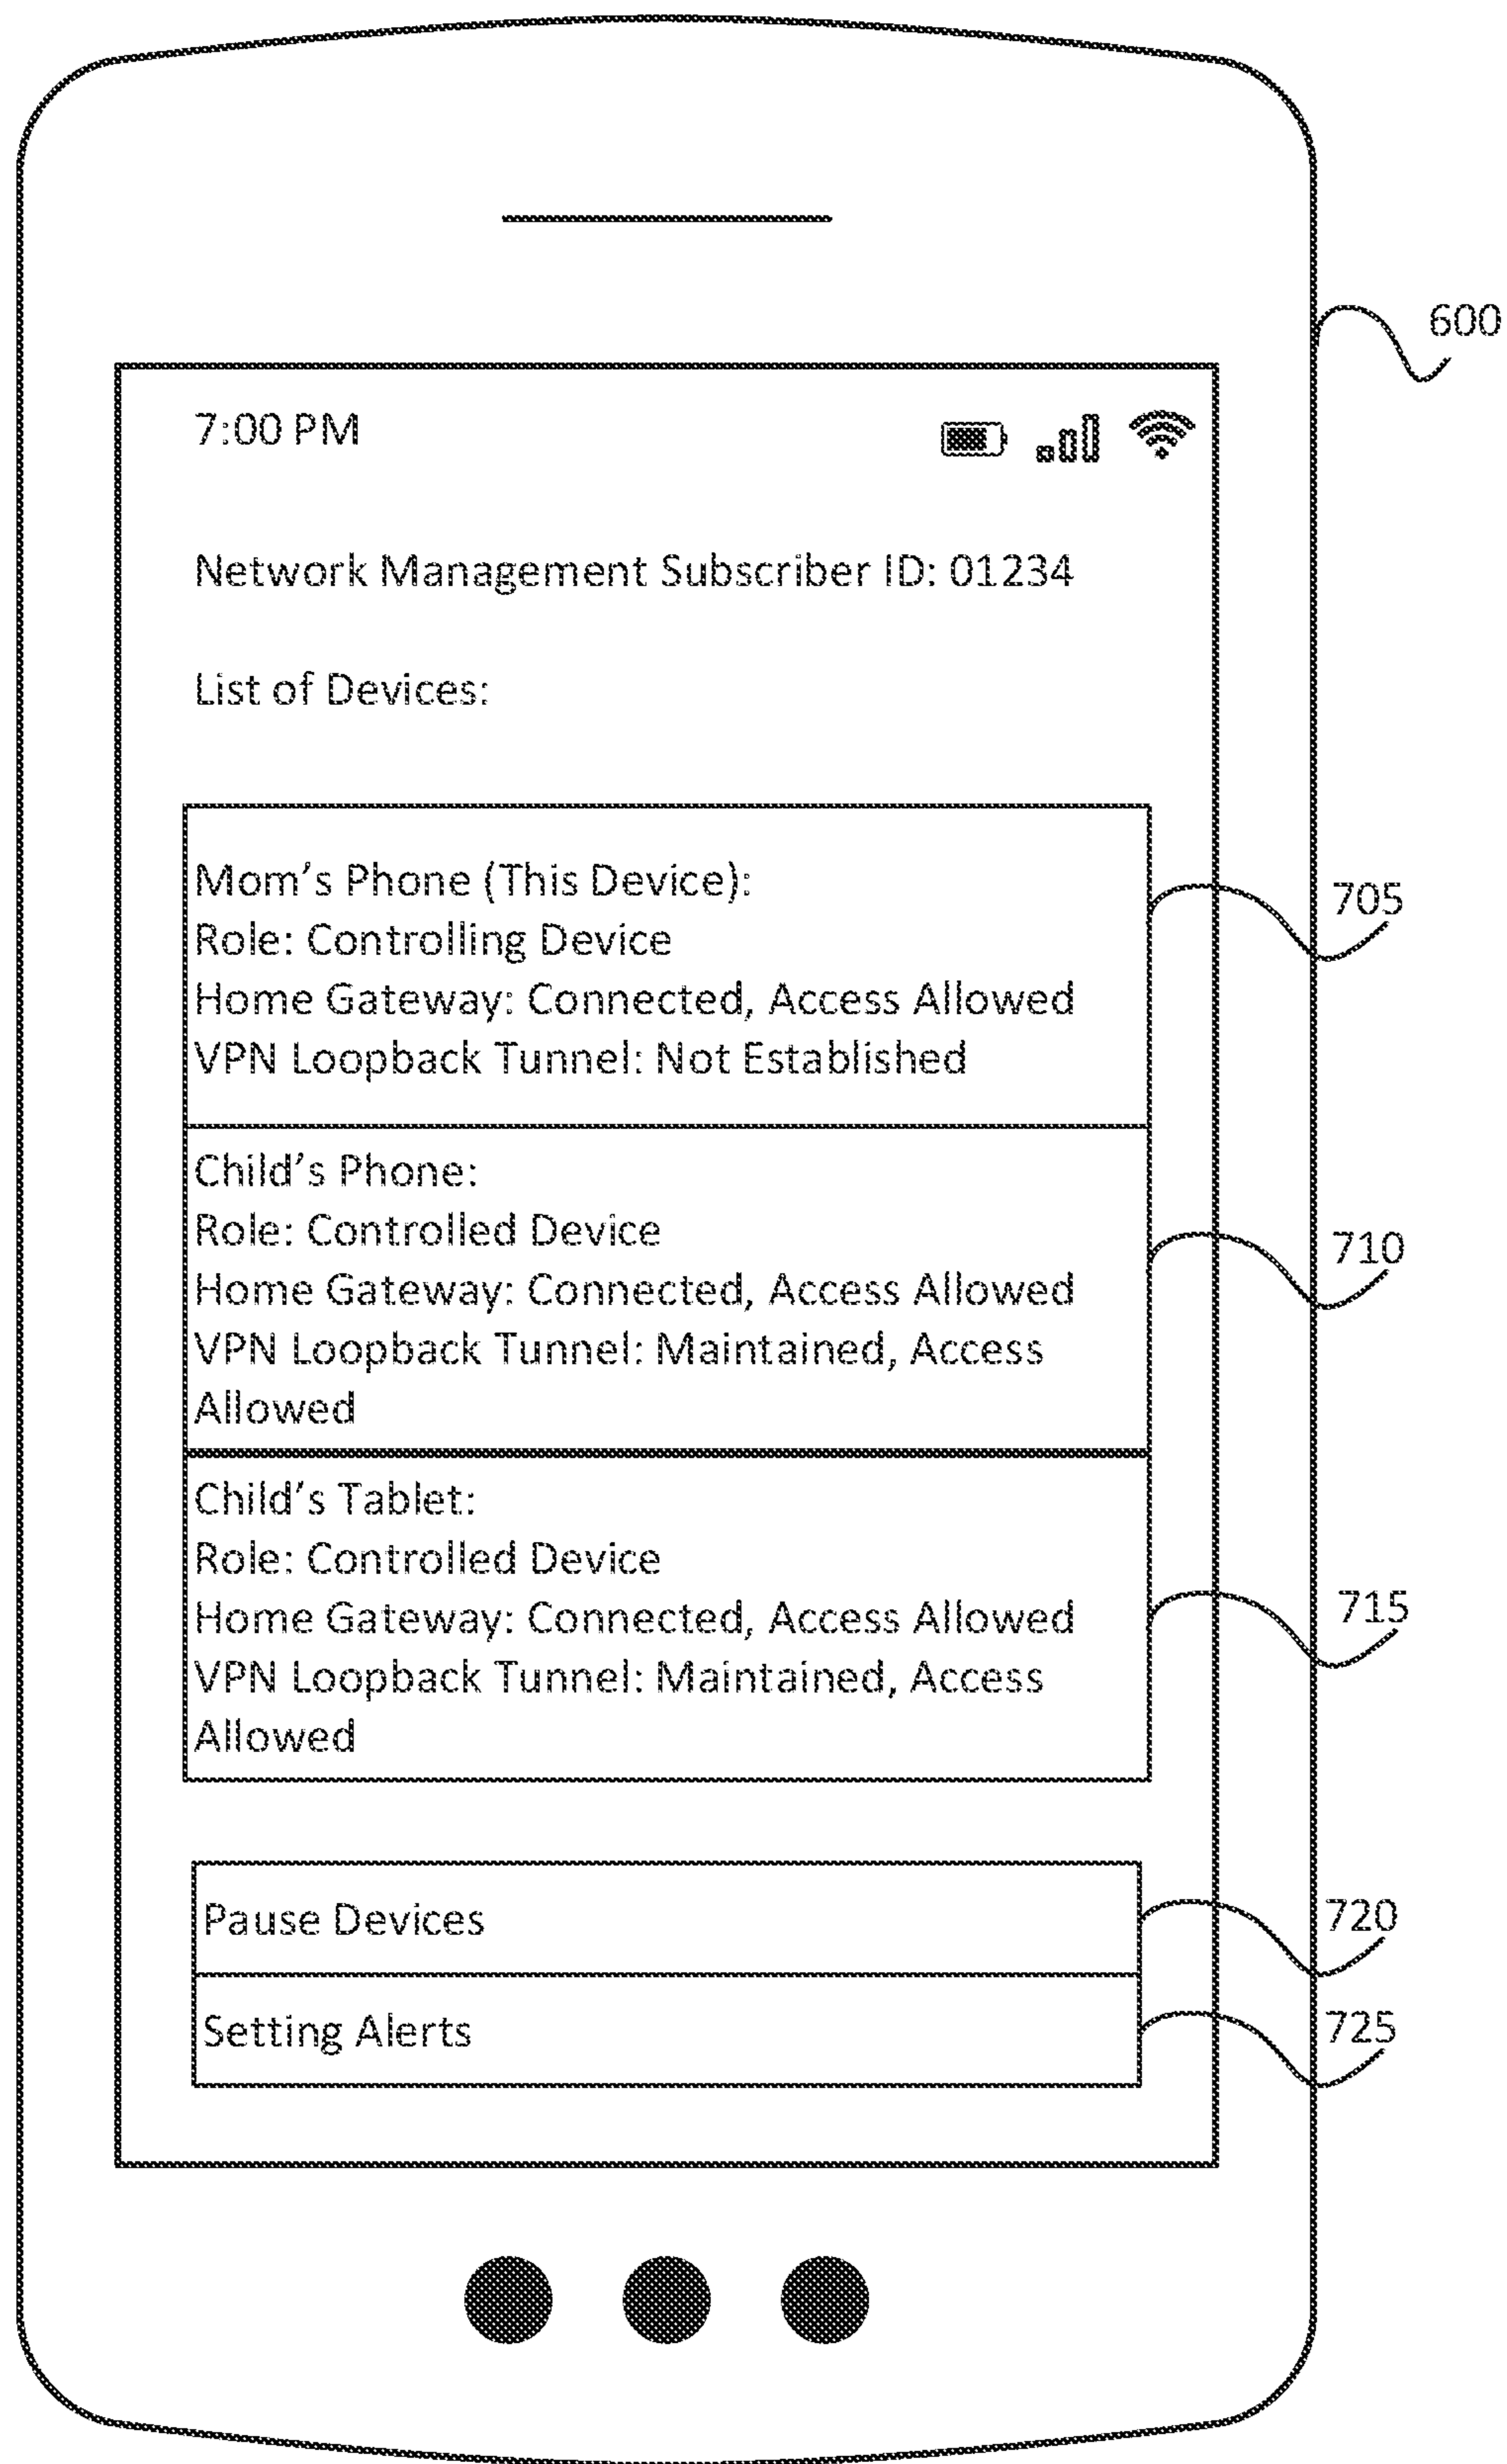 600
7:00 PM
Network Management Subscriber ID: 01234
List of Devices:
Mom's Phone (This Device):
Role: Controlling Device
Home Gateway: Connected, Access Allowed
VPN Loopback Tunnel: Not Established
705
Child's Phone:
Role: Controlled Device
Home Gateway: Connected, Access Allowed
VPN Loopback Tunnel: Maintained, Access
Allowed
710
Child's Tablet:
Role: Controlled Device
Home Gateway: Connected, Access Allowed
VPN Loopback Tunnel: Maintained, Access
Allowed
715
Pause Devices
720
Setting Alerts
725